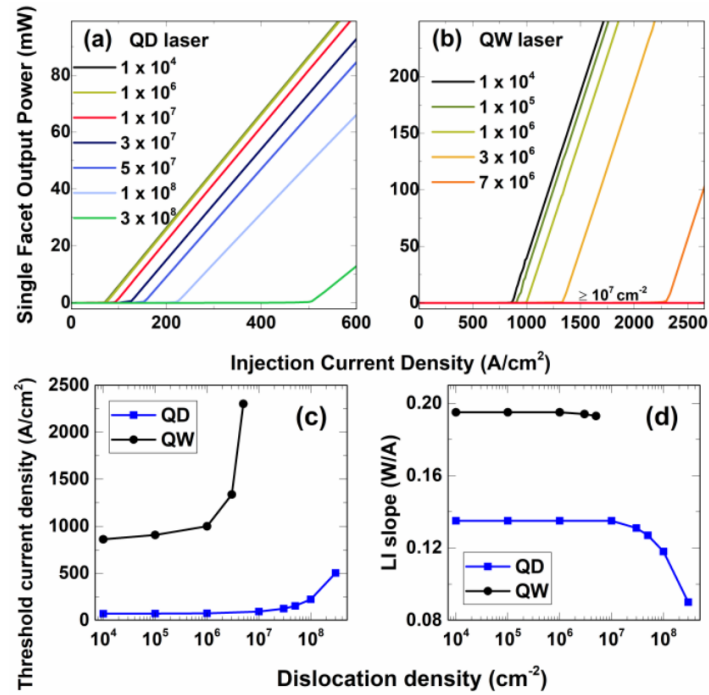 (a) QD laser
1 x 10⁴
1 x 10⁶
1 x 10⁷
3 x 10⁷
5 x 10⁷
1 x 10⁸
3 x 10⁸
Single Facet Output Power (mW)
80
60
40
20
0
0 200 400 600
(b) QW laser
1 x 10⁴
1 x 10⁵
1 x 10⁶
3 x 10⁶
7 x 10⁶
≥ 10⁷ cm⁻²
250
200
150
100
50
0
0 500 1000 1500 2000 2500
Injection Current Density (A/cm²)
(c)
QD
QW
Threshold current density (A/cm²)
2500
2000
1500
1000
500
0
10⁴ 10⁵ 10⁶ 10⁷ 10⁸
(d)
QD
QW
LI slope (W/A)
0.20
0.16
0.12
0.08
10⁴ 10⁵ 10⁶ 10⁷ 10⁸
Dislocation density (cm⁻²)